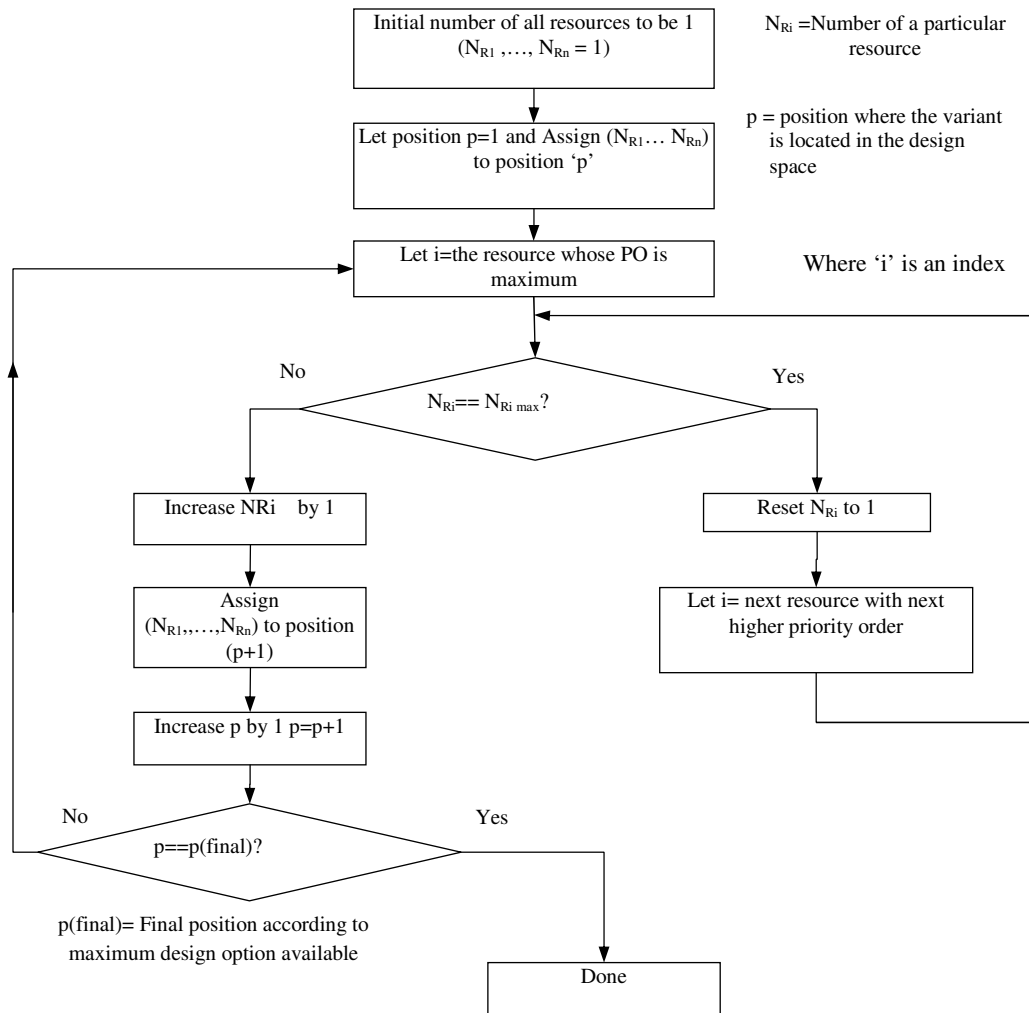 Initial number of all resources to be 1
(NR1 ,…, NRn = 1)
NRi =Number of a particular
resource
Let position p=1 and Assign (NR1… NRn)
to position ‘p’
p = position where the variant
is located in the design
space
Let i=the resource whose PO is
maximum
Where ‘i’ is an index
No
Yes
NRi== NRi max?
Increase NRi by 1
Reset NRi to 1
Assign
(NR1,,…,NRn) to position
(p+1)
Let i= next resource with next
higher priority order
Increase p by 1 p=p+1
No
Yes
p==p(final)?
p(final)= Final position according to
maximum design option available
Done